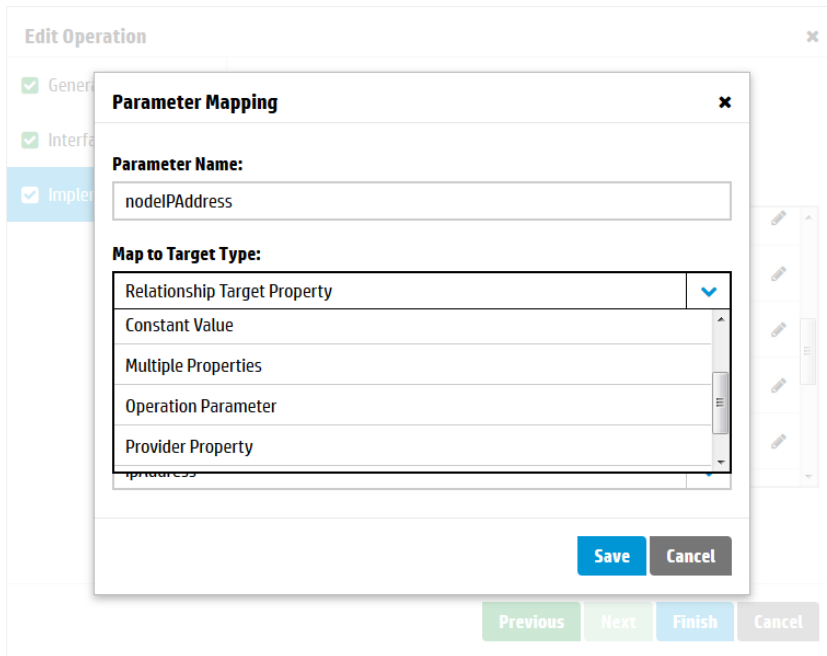 Edit Operation
Genera
Interfa
Implem
Parameter Mapping
Parameter Name:
nodeIPAddress
Map to Target Type:
Relationship Target Property
Constant Value
Multiple Properties
Operation Parameter
Provider Property
ipAddress
Save
Cancel
Previous
Next
Finish
Cancel